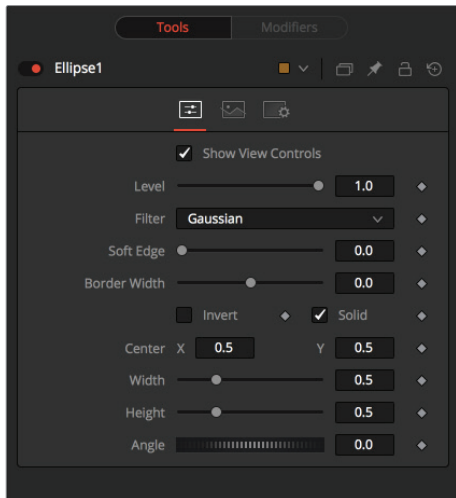 Tools Modifiers
Ellipse1
Show View Controls
Level 1.0
Filter Gaussian
Soft Edge 0.0
Border Width 0.0
Invert Solid
Center X 0.5 Y 0.5
Width 0.5
Height 0.5
Angle 0.0